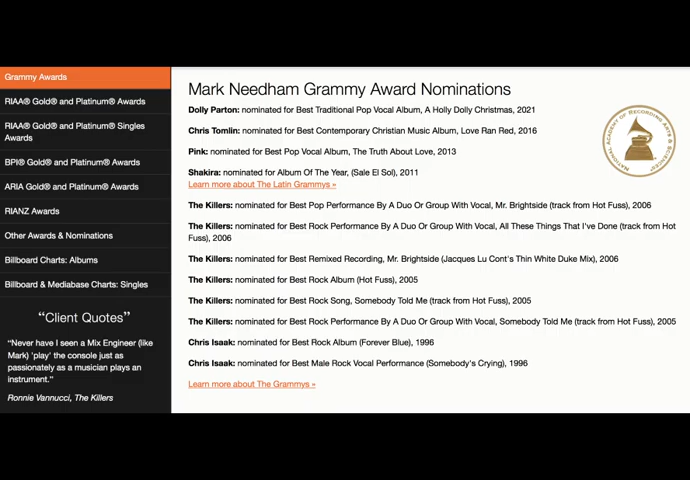 Grammy Awards
RIAA® Gold® and Platinum® Awards
RIAA® Gold® and Platinum® Singles
Awards
BPI® Gold® and Platinum® Awards
ARIA Gold® and Platinum® Awards
RIANZ Awards
Other Awards & Nominations
Billboard Charts: Albums
Billboard & Mediabase Charts: Singles
“Client Quotes”
“Never have I seen a Mix Engineer (like
Mark) 'play' the console just as
passionately as a musician plays an
instrument.”
Ronnie Vannucci, The Killers
Mark Needham Grammy Award Nominations
Dolly Parton: nominated for Best Traditional Pop Vocal Album, A Holly Dolly Christmas, 2021
Chris Tomlin: nominated for Best Contemporary Christian Music Album, Love Ran Red, 2016
Pink: nominated for Best Pop Vocal Album, The Truth About Love, 2013
Shakira: nominated for Album Of The Year, (Sale El Sol), 2011
Learn more about The Latin Grammys »
The Killers: nominated for Best Pop Performance By A Duo Or Group With Vocal, Mr. Brightside (track from Hot Fuss), 2006
The Killers: nominated for Best Rock Performance By A Duo Or Group With Vocal, All These Things That I've Done (track from Hot
Fuss), 2006
The Killers: nominated for Best Remixed Recording, Mr. Brightside (Jacques Lu Cont's Thin White Duke Mix), 2006
The Killers: nominated for Best Rock Album (Hot Fuss), 2005
The Killers: nominated for Best Rock Song, Somebody Told Me (track from Hot Fuss), 2005
The Killers: nominated for Best Rock Performance By A Duo Or Group With Vocal, Somebody Told Me (track from Hot Fuss), 2005
Chris Isaak: nominated for Best Rock Album (Forever Blue), 1996
Chris Isaak: nominated for Best Male Rock Vocal Performance (Somebody's Crying), 1996
Learn more about The Grammys »
NATIONAL ACADEMY OF RECORDING ARTS & SCIENCES